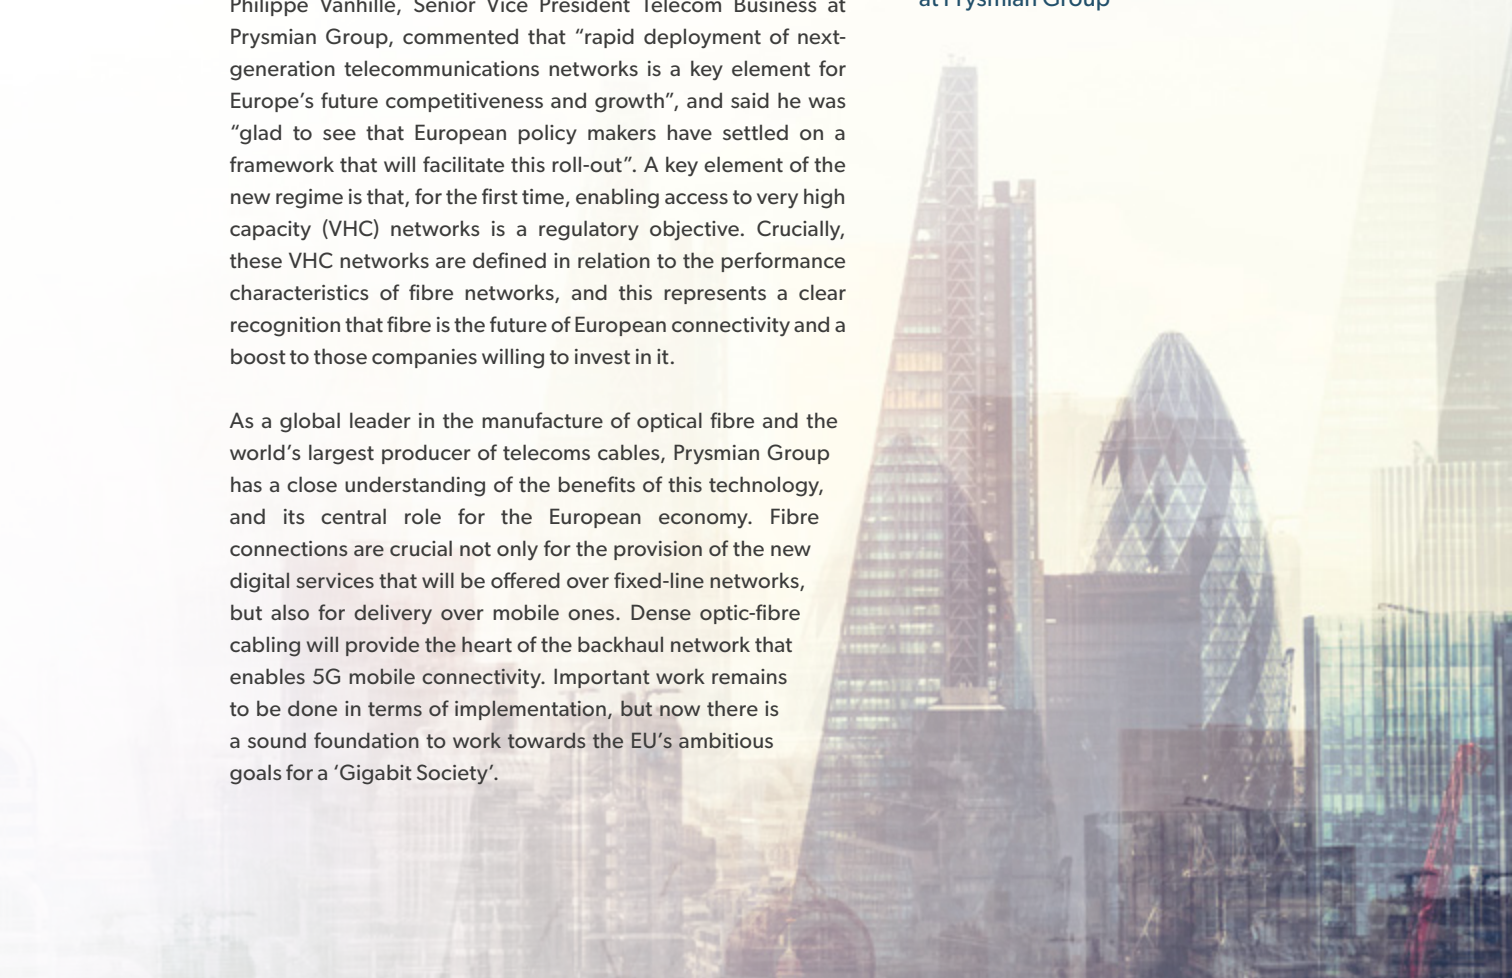 Philippe Vanhille, Senior Vice President Telecom Business at
Prysmian Group, commented that “rapid deployment of next-
generation telecommunications networks is a key element for
Europe’s future competitiveness and growth”, and said he was
“glad to see that European policy makers have settled on a
framework that will facilitate this roll-out”. A key element of the
new regime is that, for the first time, enabling access to very high
capacity (VHC) networks is a regulatory objective. Crucially,
these VHC networks are defined in relation to the performance
characteristics of fibre networks, and this represents a clear
recognition that fibre is the future of European connectivity and a
boost to those companies willing to invest in it.
As a global leader in the manufacture of optical fibre and the
world’s largest producer of telecoms cables, Prysmian Group
has a close understanding of the benefits of this technology,
and its central role for the European economy. Fibre
connections are crucial not only for the provision of the new
digital services that will be offered over fixed-line networks,
but also for delivery over mobile ones. Dense optic-fibre
cabling will provide the heart of the backhaul network that
enables 5G mobile connectivity. Important work remains
to be done in terms of implementation, but now there is
a sound foundation to work towards the EU’s ambitious
goals for a ‘Gigabit Society’.
at Prysmian Group